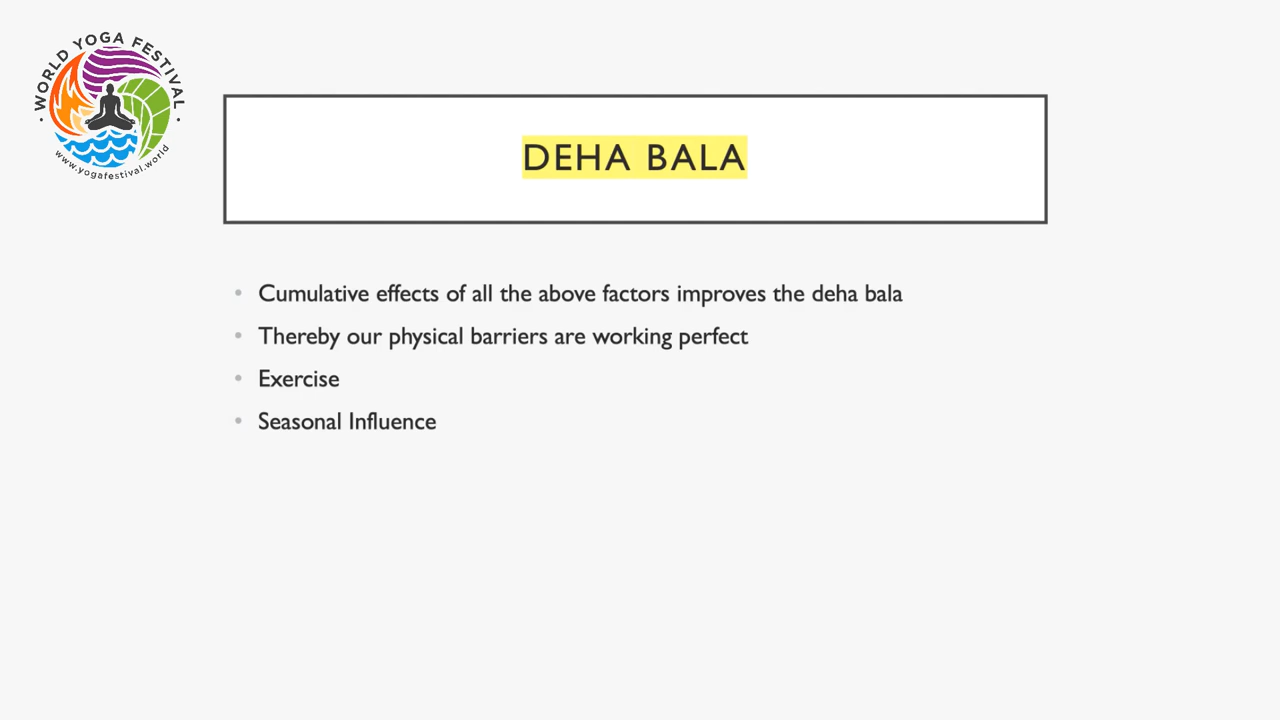 · WORLD YOGA FESTIVAL ·
www.yogafestival.world
DEHA BALA
• Cumulative effects of all the above factors improves the deha bala
• Thereby our physical barriers are working perfect
• Exercise
• Seasonal Influence